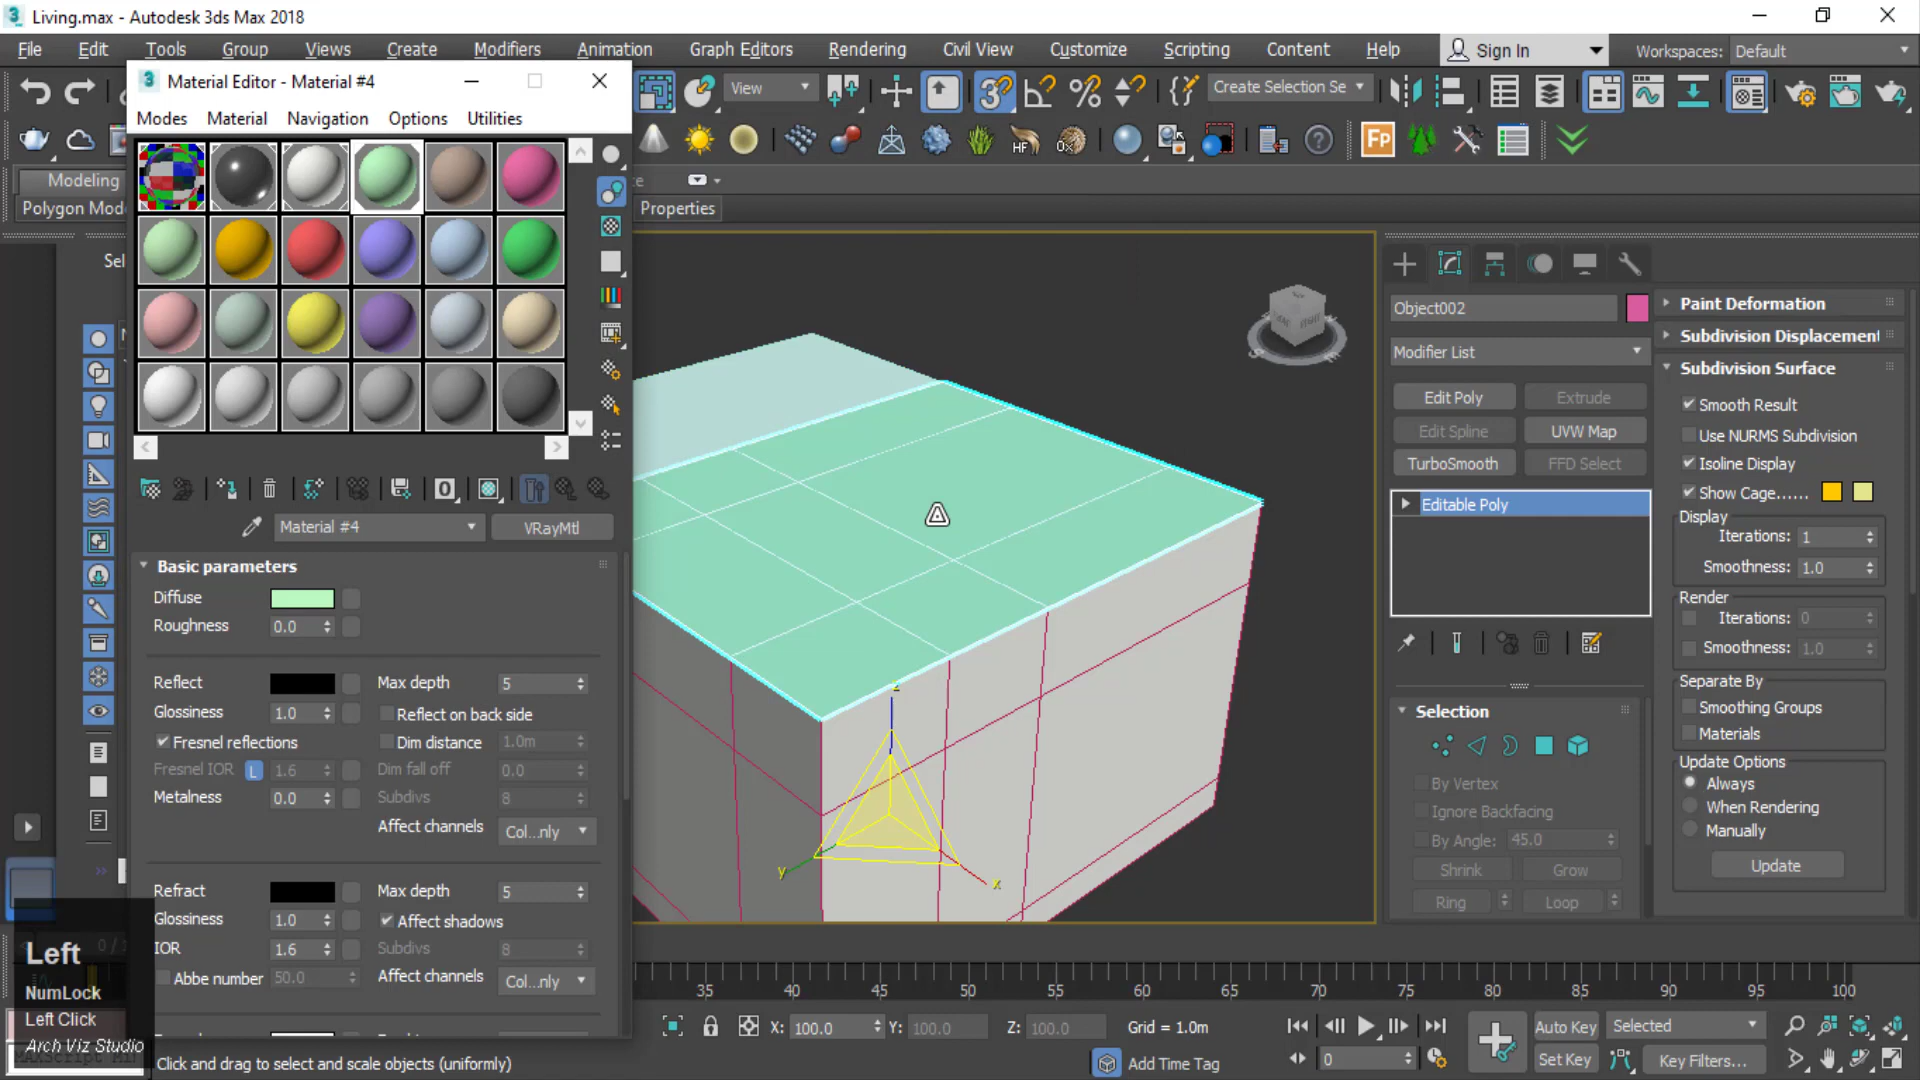 Living.max - Autodesk 3ds Max 2018
File Edit Tools Group Views Create Modifiers Animation Graph Editors Rendering Civil View Customize Scripting Content Help Sign In Workspaces: Default
Material Editor - Material #4
View
Create Selection Se
Modes Material Navigation Options Utilities
Modeling
Polygon Mod
Properties
Sel
Material #4
VRayMtl
Basic parameters
Diffuse
Roughness 0.0
Reflect Max depth 5
Glossiness 1.0 Reflect on back side
Fresnel reflections Dim distance 1.0m
Fresnel IOR L 1.6 Dim fall off 0.0
Metalness 0.0 Subdivs 8
Affect channels Col...nly
Refract Max depth 5
Glossiness 1.0 Affect shadows
IOR 1.6 Subdivs 8
Abbe number 50.0 Affect channels Col...nly
z
y
x
Object002
Modifier List
Edit Poly Extrude
Edit Spline UVW Map
TurboSmooth FFD Select
Editable Poly
Selection
By Vertex
Ignore Backfacing
By Angle: 45.0
Shrink Grow
Ring Loop
Paint Deformation
Subdivision Displacement
Subdivision Surface
Smooth Result
Use NURMS Subdivision
Isoline Display
Show Cage......
Display
Iterations: 1
Smoothness: 1.0
Render
Iterations: 0
Smoothness: 1.0
Separate By
Smoothing Groups
Materials
Update Options
Always
When Rendering
Manually
Update
Left
NumLock
Left Click
Arch Viz Studio
35 40 45 50 55 60 65 70 75 80 85 90 95 100
X: 100.0 Y: 100.0 Z: 100.0 Grid = 1.0m
Auto Key Selected
Click and drag to select and scale objects (uniformly)
Add Time Tag
0
Set Key Key Filters...